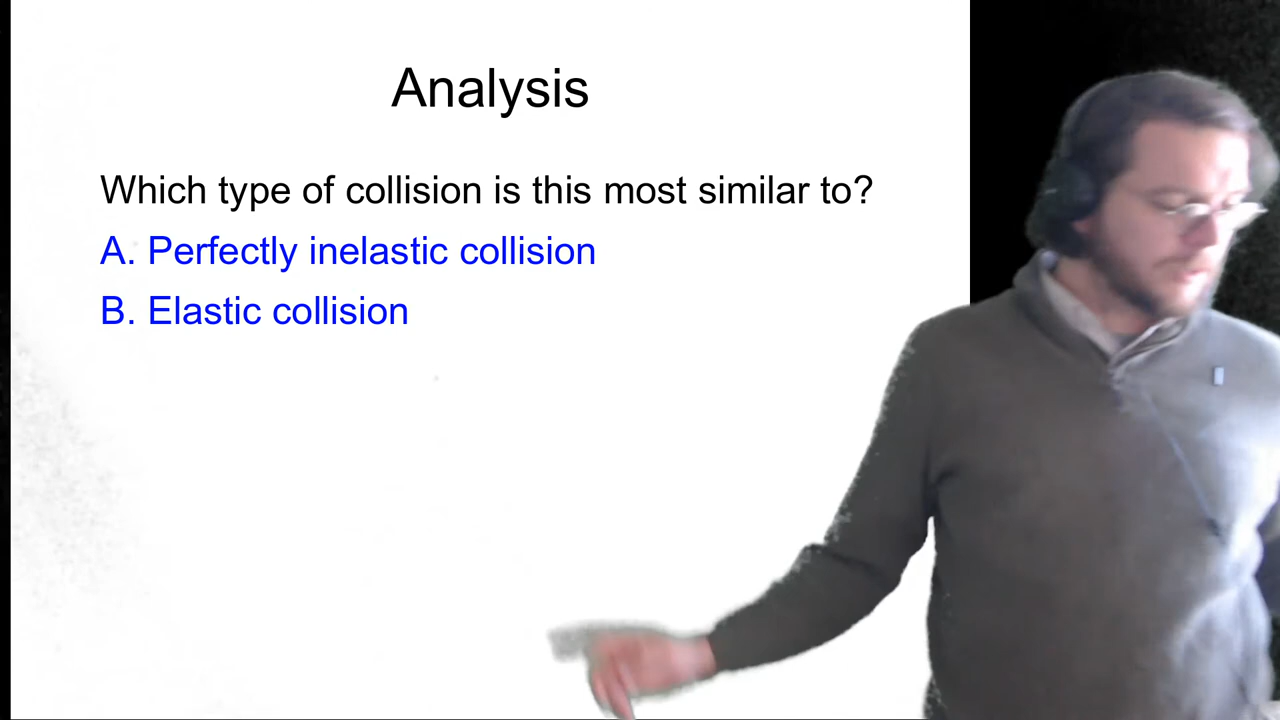 Analysis
Which type of collision is this most similar to?
A. Perfectly inelastic collision
B. Elastic collision